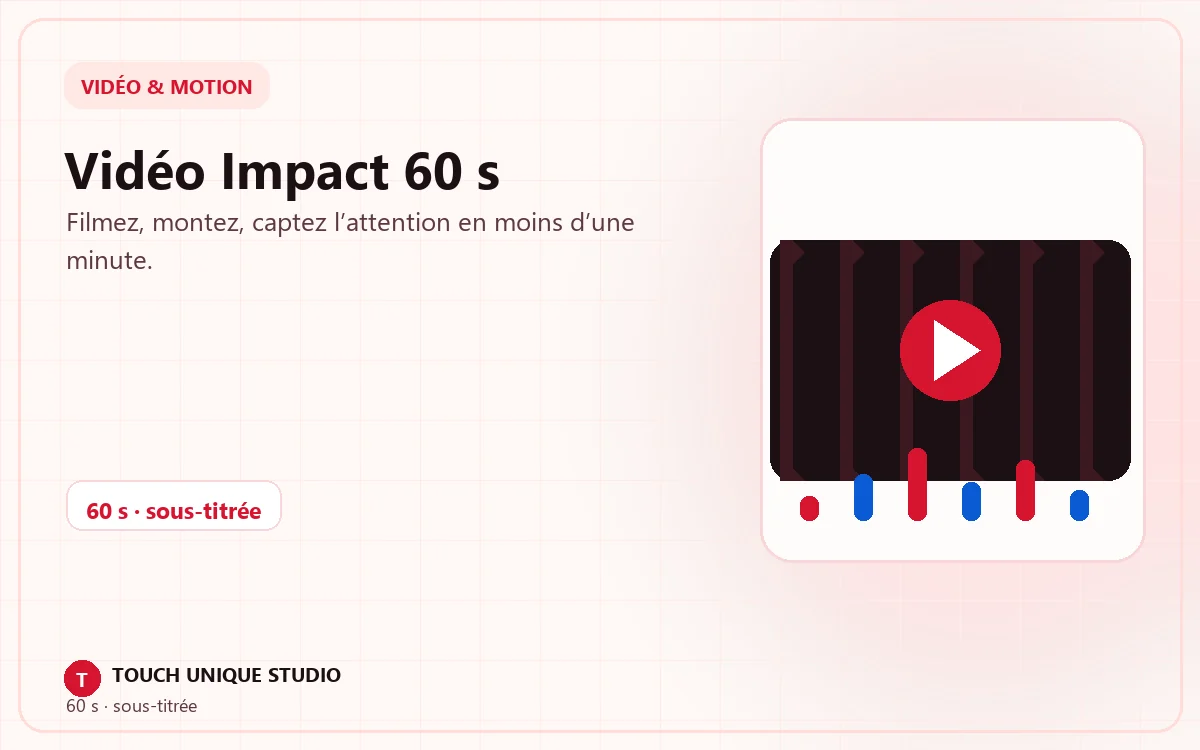 VIDÉO & MOTION
Vidéo Impact 60 s
Filmez, montez, captez l’attention en moins d’une
minute.
60 s · sous-titrée
T TOUCH UNIQUE STUDIO
60 s · sous-titrée